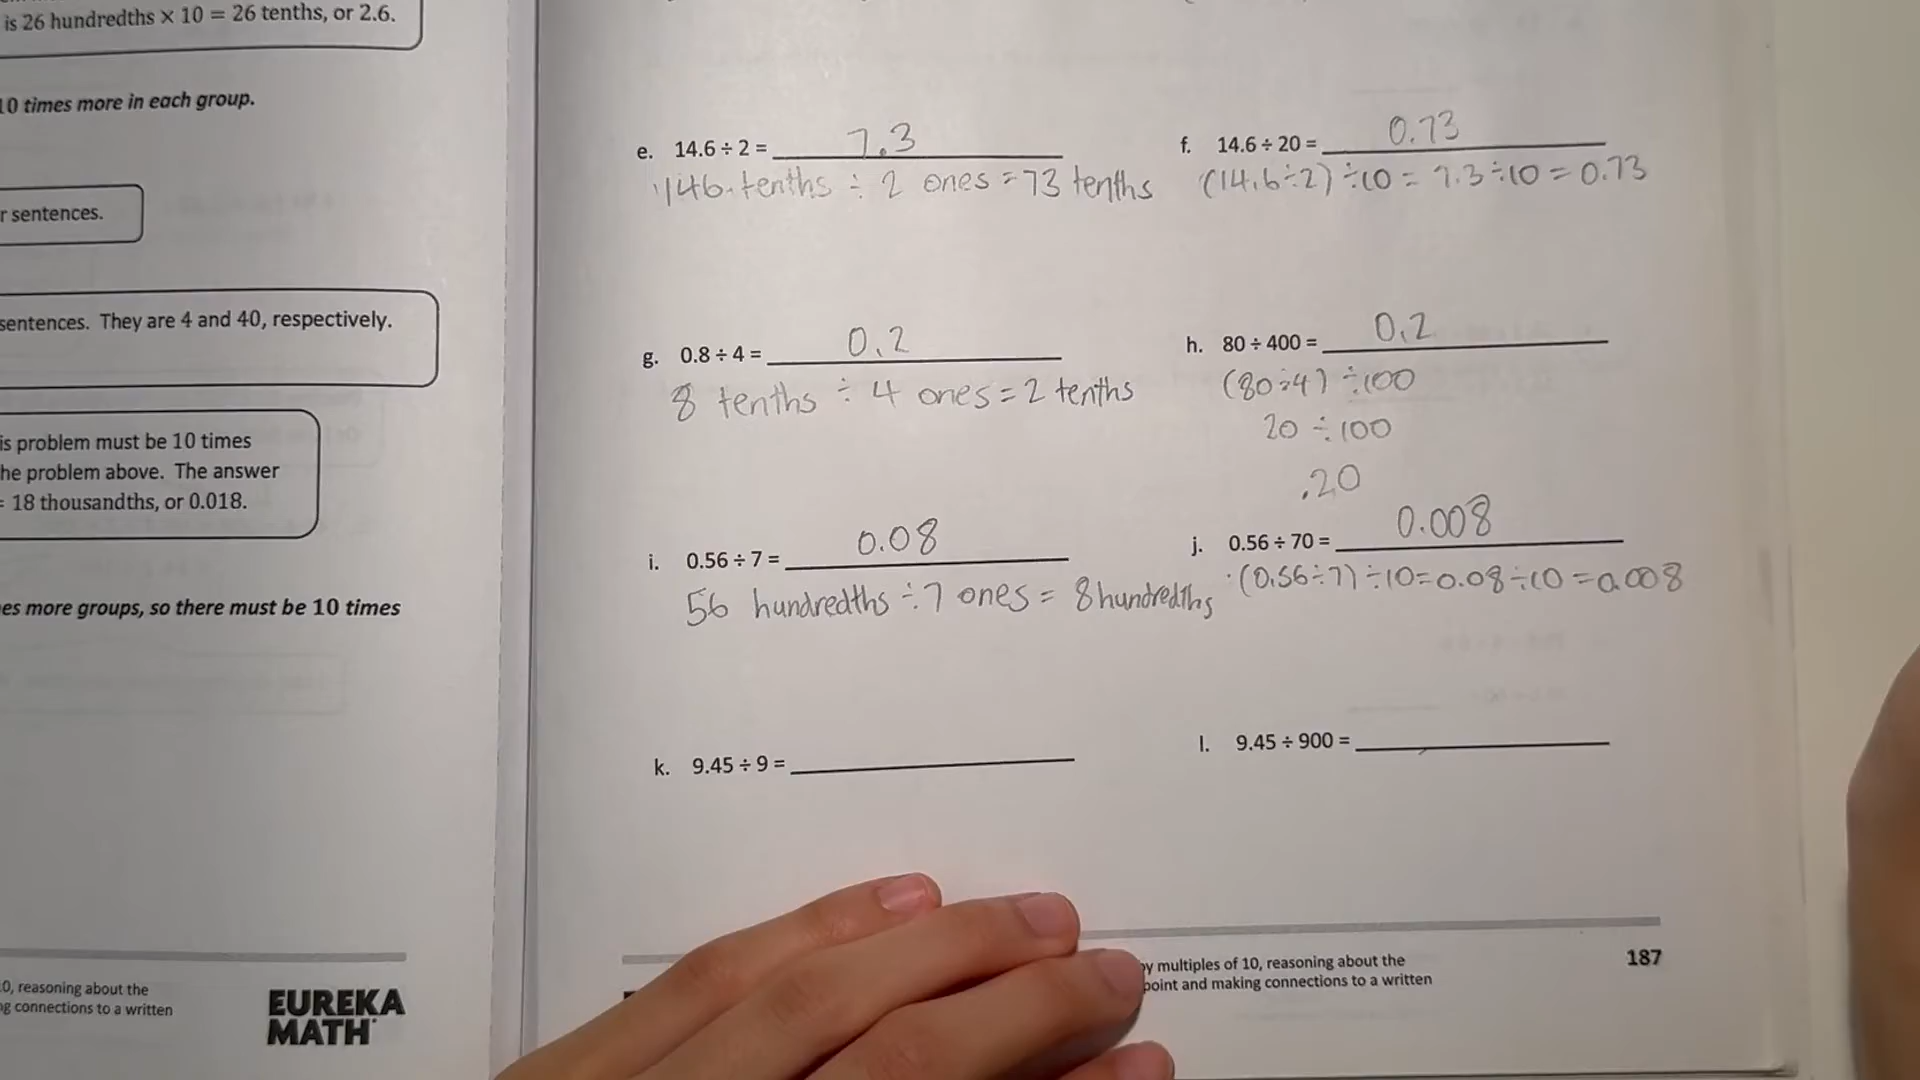 is 26 hundredths × 10 = 26 tenths, or 2.6.
10 times more in each group.
r sentences.
sentences. They are 4 and 40, respectively.
is problem must be 10 times
he problem above. The answer
= 18 thousandths, or 0.018.
es more groups, so there must be 10 times
0, reasoning about the
ng connections to a written
EUREKA
MATH
e. 14.6 ÷ 2 = 7.3
146 tenths ÷ 2 ones = 73 tenths
f. 14.6 ÷ 20 = 0.73
(14.6÷2) ÷10 = 7.3÷10 = 0.73
g. 0.8 ÷ 4 = 0.2
8 tenths ÷ 4 ones = 2 tenths
h. 80 ÷ 400 = 0.2
(80÷4) ÷100
20 ÷100
.20
i. 0.56 ÷ 7 = 0.08
56 hundredths ÷ 7 ones = 8 hundredths
j. 0.56 ÷ 70 = 0.008
(0.56÷7) ÷10=0.08÷10=0.008
k. 9.45 ÷ 9 =
l. 9.45 ÷ 900 =
by multiples of 10, reasoning about the
point and making connections to a written
187